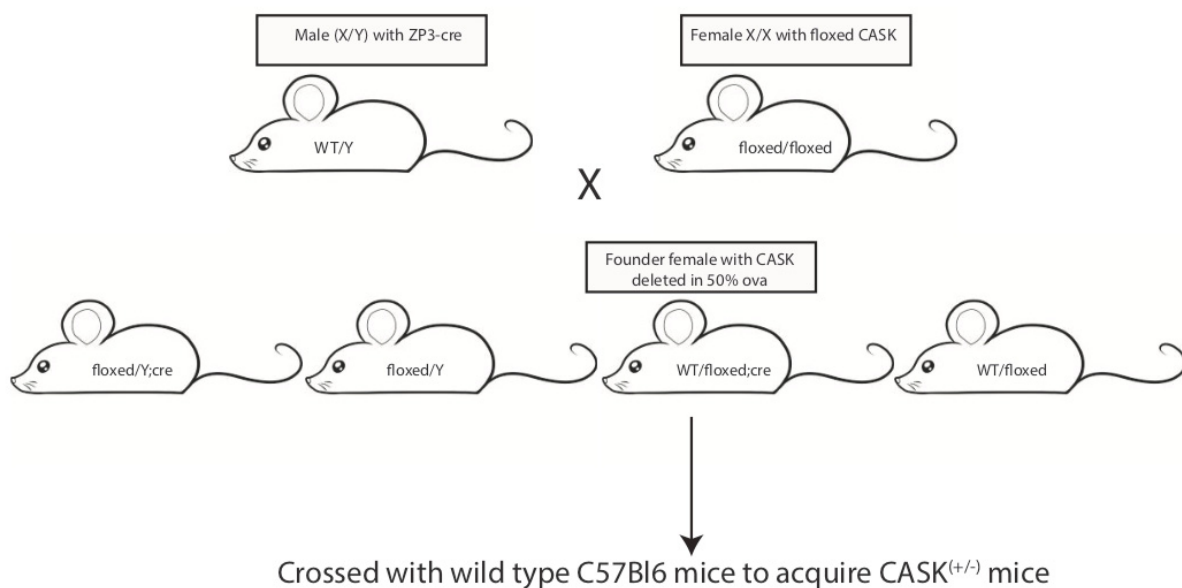 Male (X/Y) with ZP3-cre
Female X/X with floxed CASK
WT/Y
floxed/floxed
X
Founder female with CASK
deleted in 50% ova
floxed/Y;cre
floxed/Y
WT/floxed;cre
WT/floxed
Crossed with wild type C57Bl6 mice to acquire CASK(+/-) mice